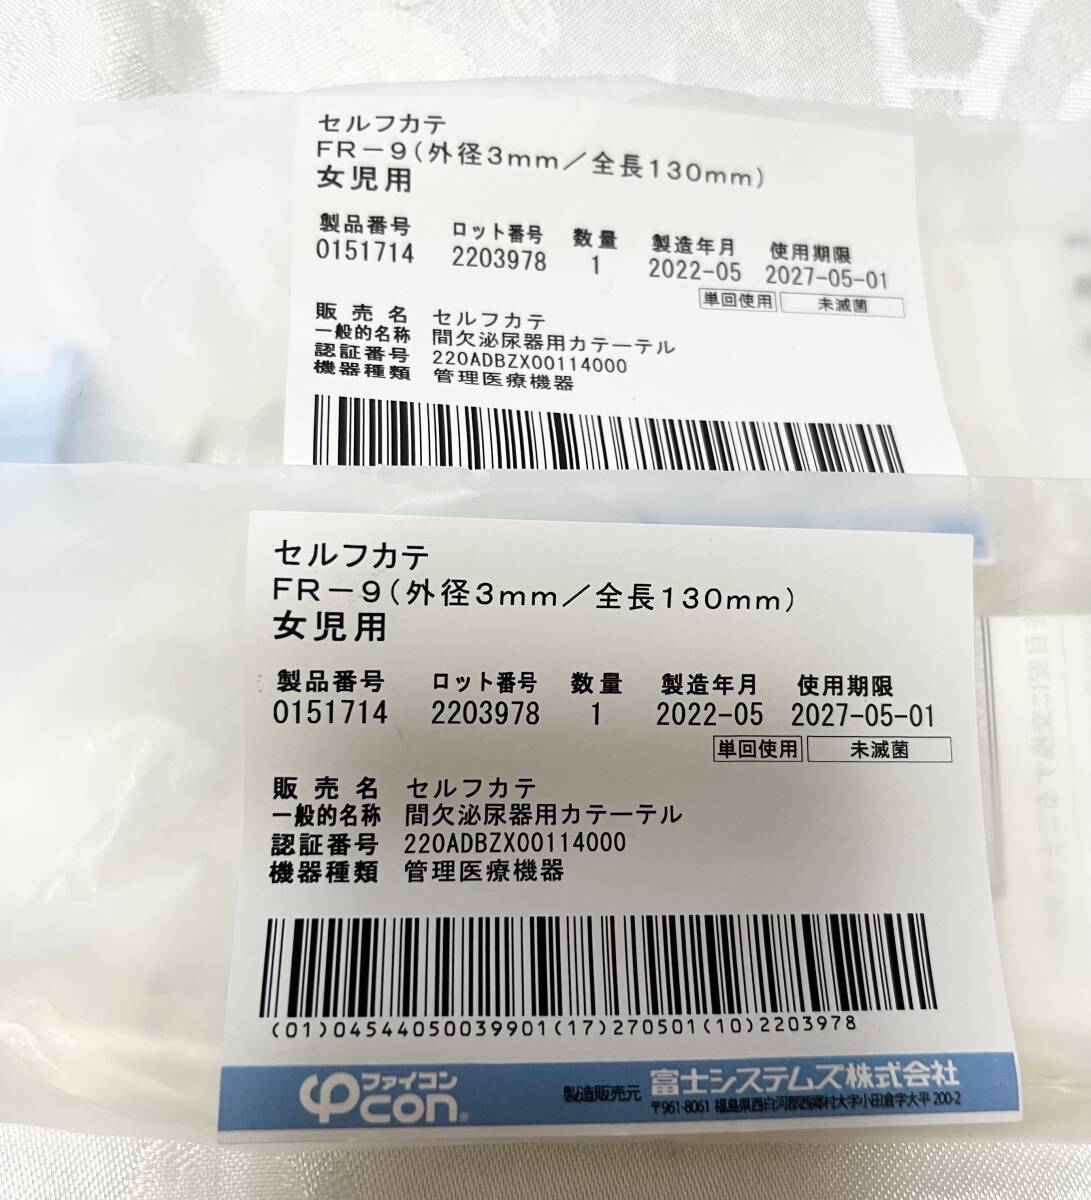 セルフカテ
FR-9(外径3mm/全長130mm)
女児用
製品番号 ロット番号 数量 製造年月 使用期限
0151714 2203978 1 2022-05 2027-05-01
単回使用 未滅菌
販売名 セルフカテ
一般的名称 間欠泌尿器用カテーテル
認証番号 220ADBZX00114000
機器種類 管理医療機器
セルフカテ
FR-9(外径3mm/全長130mm)
女児用
製品番号 ロット番号 数量 製造年月 使用期限
0151714 2203978 1 2022-05 2027-05-01
単回使用 未滅菌
販売名 セルフカテ
一般的名称 間欠泌尿器用カテーテル
認証番号 220ADBZX00114000
機器種類 管理医療機器
(01)04544050039901(17)270501(10)2203978
ファイコン
con®
製造販売元 富士システムズ株式会社
〒961-8061 福島県西白河郡西郷村大字小田倉字大平 200-2